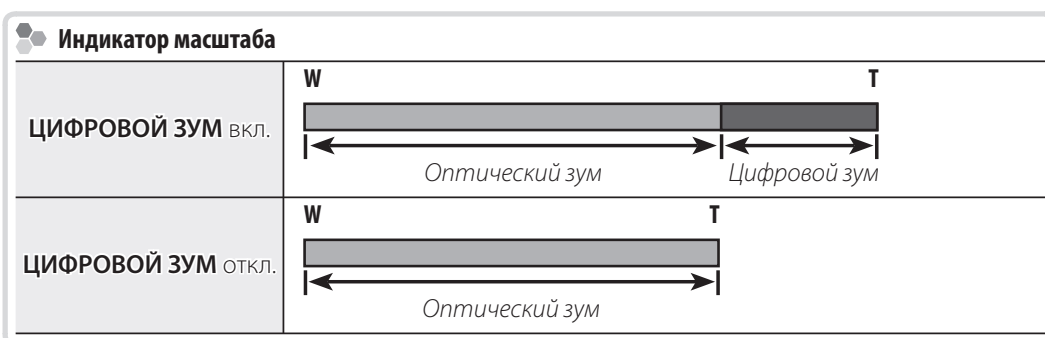 Индикатор масштаба
W T
ЦИФРОВОЙ ЗУМ ВКЛ.
Оптический зум Цифровой зум
W T
ЦИФРОВОЙ ЗУМ ОТКЛ.
Оптический зум